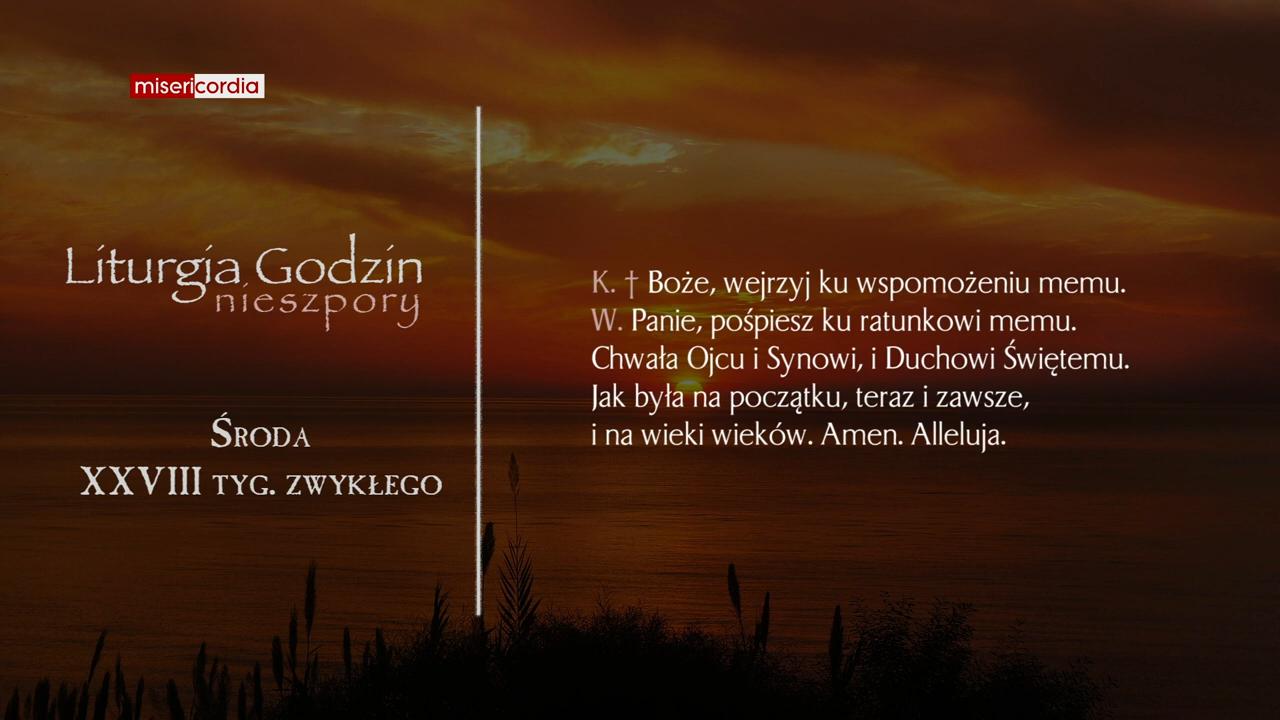 misericordia
Liturgia Godzin
nieszpory
Środa
XXVIII tyg. zwykłego
K. † Boże, wejrzyj ku wspomożeniu memu.
W. Panie, pośpiesz ku ratunkowi memu.
Chwała Ojcu i Synowi, i Duchowi Świętemu.
Jak była na początku, teraz i zawsze,
i na wieki wieków. Amen. Alleluja.